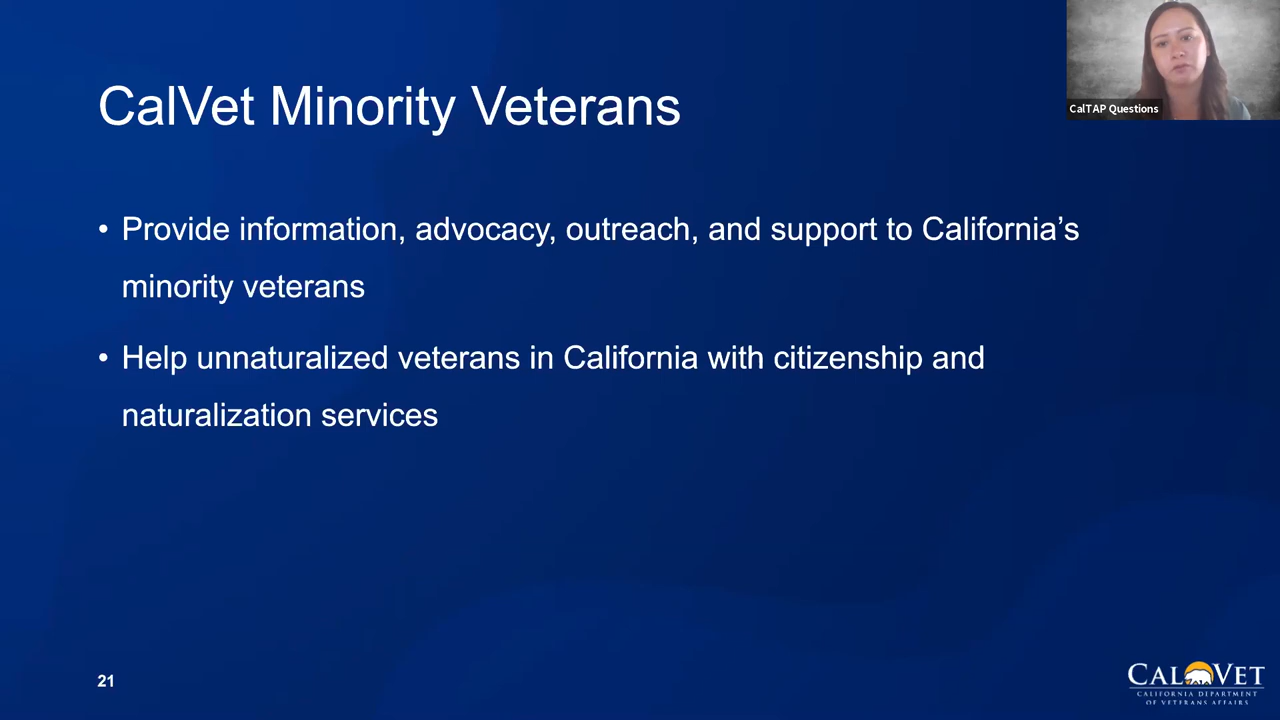 CalTAP Questions
CalVet Minority Veterans
• Provide information, advocacy, outreach, and support to California’s
minority veterans
• Help unnaturalized veterans in California with citizenship and
naturalization services
21
CALVET
CALIFORNIA DEPARTMENT
OF VETERANS AFFAIRS